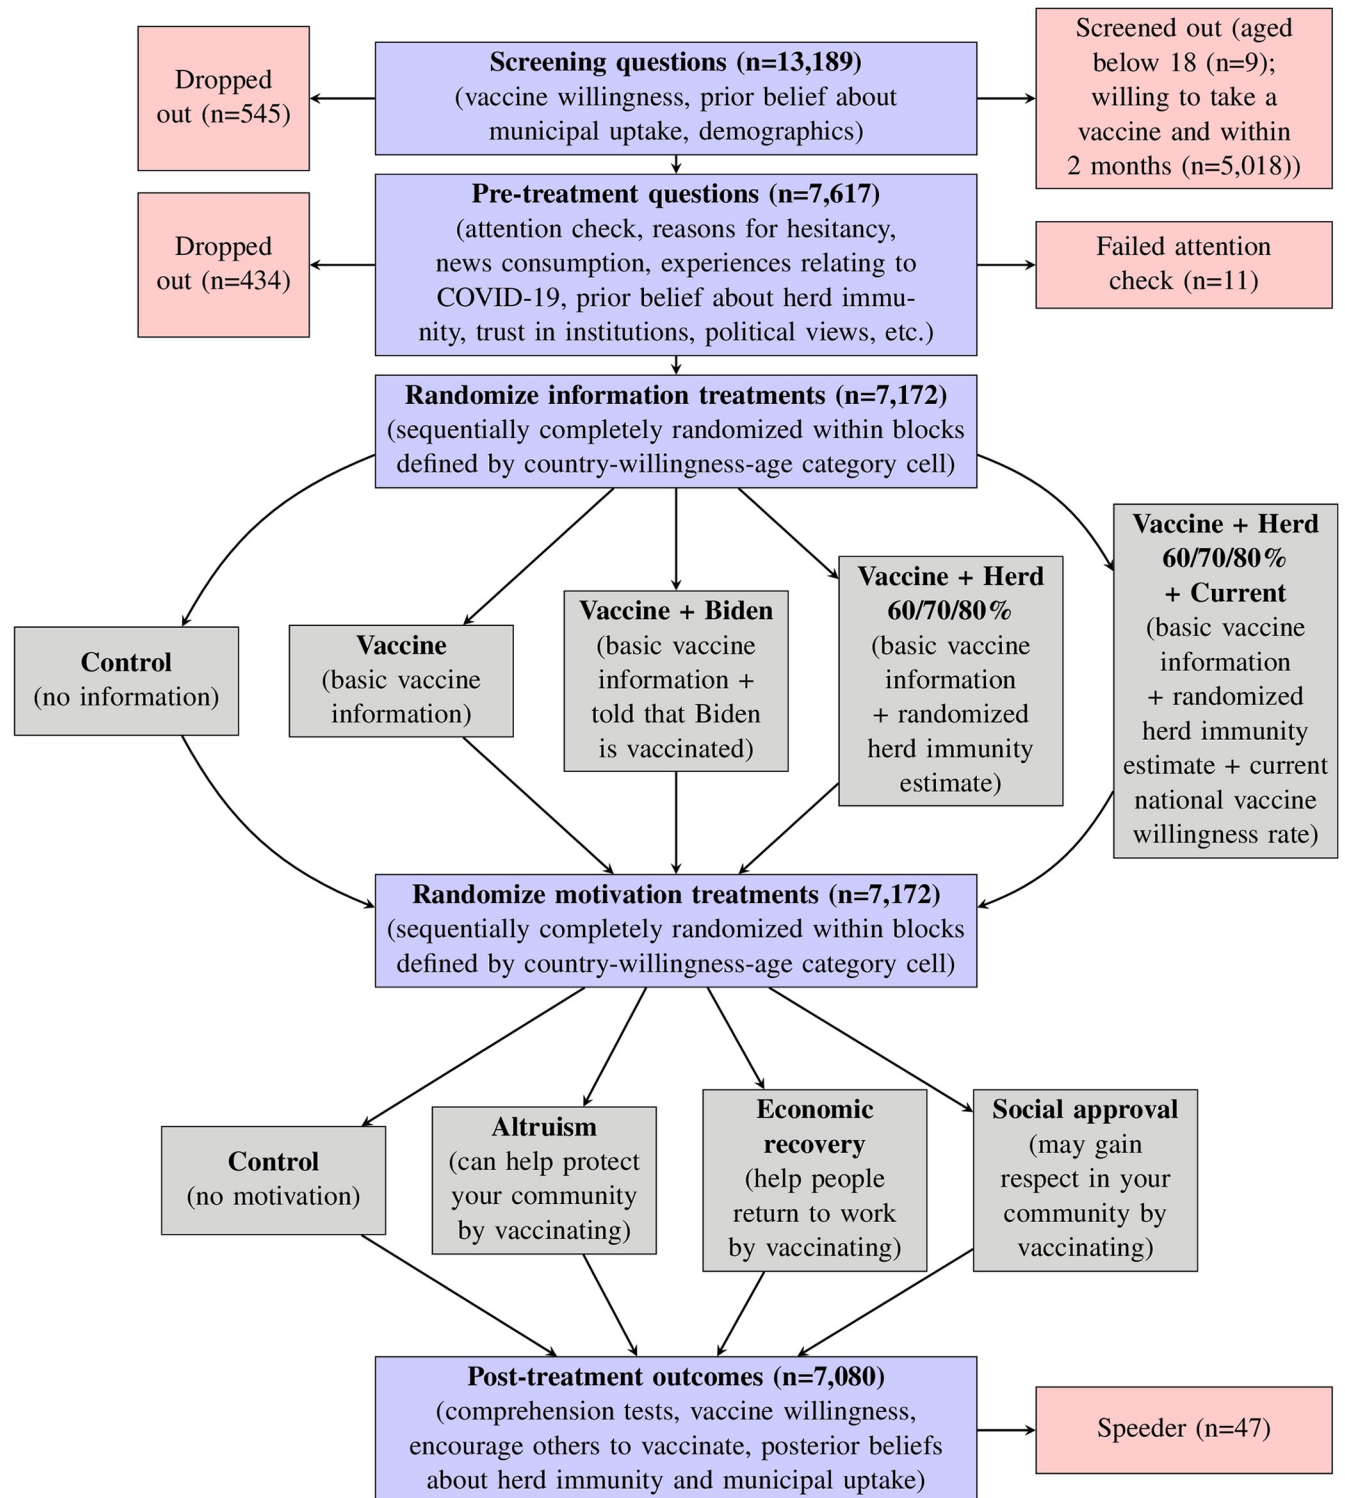 Dropped
out (n=545)
Screening questions (n=13,189)
(vaccine willingness, prior belief about
municipal uptake, demographics)
Screened out (aged
below 18 (n=9);
willing to take a
vaccine and within
2 months (n=5,018))
Dropped
out (n=434)
Pre-treatment questions (n=7,617)
(attention check, reasons for hesitancy,
news consumption, experiences relating to
COVID-19, prior belief about herd immu-
nity, trust in institutions, political views, etc.)
Failed attention
check (n=11)
Randomize information treatments (n=7,172)
(sequentially completely randomized within blocks
defined by country-willingness-age category cell)
Control
(no information)
Vaccine
(basic vaccine
information)
Vaccine + Biden
(basic vaccine
information +
told that Biden
is vaccinated)
Vaccine + Herd
60/70/80%
(basic vaccine
information
+ randomized
herd immunity
estimate)
Vaccine + Herd
60/70/80%
+ Current
(basic vaccine
information
+ randomized
herd immunity
estimate + current
national vaccine
willingness rate)
Randomize motivation treatments (n=7,172)
(sequentially completely randomized within blocks
defined by country-willingness-age category cell)
Control
(no motivation)
Altruism
(can help protect
your community
by vaccinating)
Economic
recovery
(help people
return to work
by vaccinating)
Social approval
(may gain
respect in your
community by
vaccinating)
Post-treatment outcomes (n=7,080)
(comprehension tests, vaccine willingness,
encourage others to vaccinate, posterior beliefs
about herd immunity and municipal uptake)
Speeder (n=47)